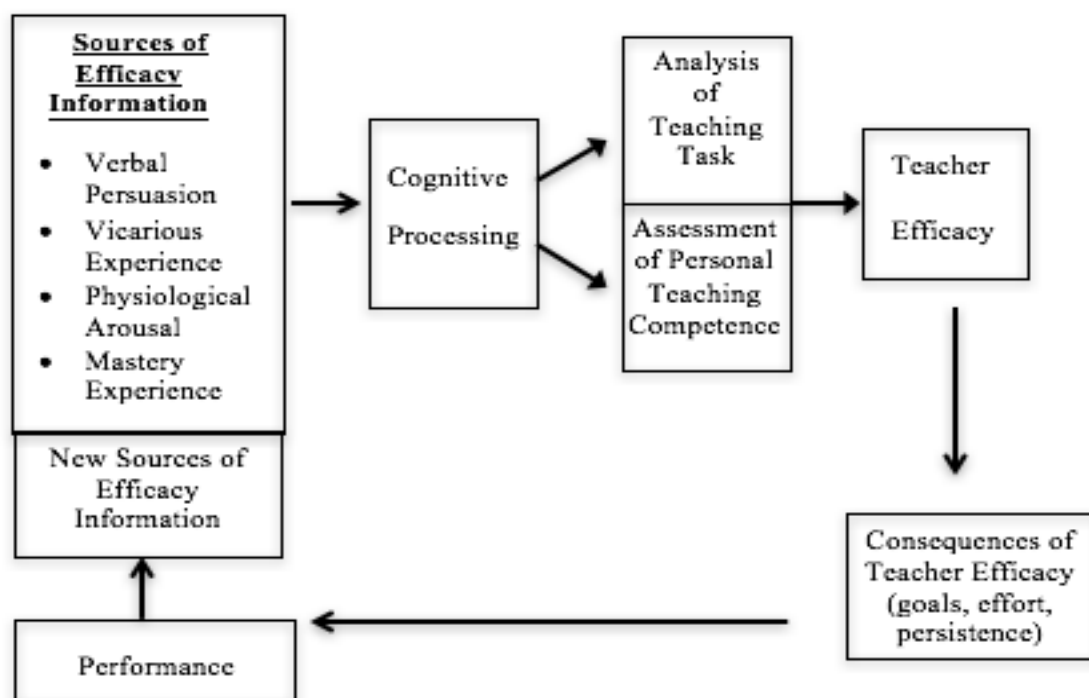 Sources of
Efficacy
Information
• Verbal
Persuasion
• Vicarious
Experience
• Physiological
Arousal
• Mastery
Experience
New Sources of
Efficacy
Information
Performance
Cognitive
Processing
Analysis
of
Teaching
Task
Assessment
of Personal
Teaching
Competence
Teacher
Efficacy
Consequences of
Teacher Efficacy
(goals, effort,
persistence)